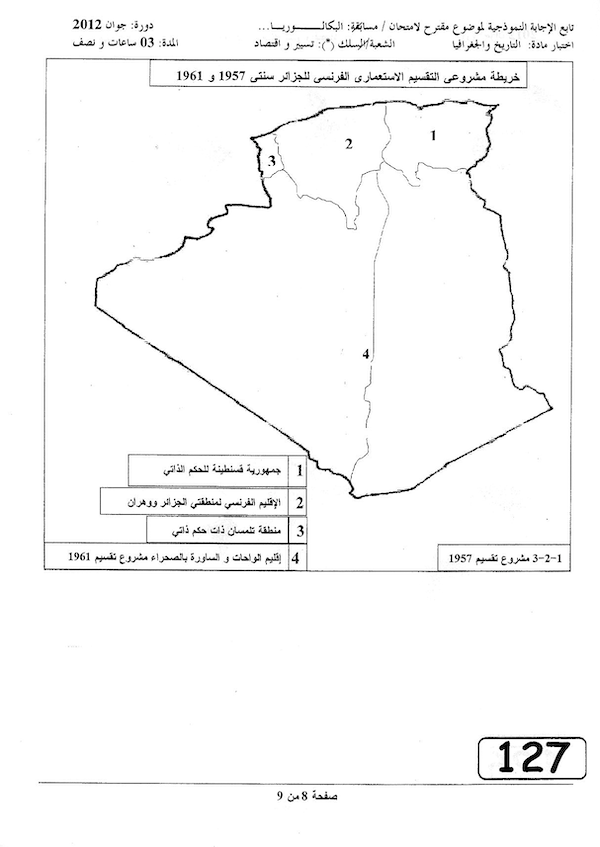 تابع الإجابة النموذجية لموضوع مقترح لامتحان / مسابقة: البكالـــوريـا... دورة: جوان 2012
اختبار مادة: التاريخ والجغرافيا الشعبة/المسلك (*): تسيير و اقتصاد المدة: 03 ساعات و نصف
خريطة مشروعي التقسيم الاستعماري الفرنسي للجزائر سنتي 1957 و 1961
1
2
3
4
1 جمهورية قسنطينة للحكم الذاتي
2 الإقليم الفرنسي لمنطقتي الجزائر ووهران
3 منطقة تلمسان ذات حكم ذاتي
4 إقليم الواحات و الساورة بالصحراء مشروع تقسيم 1961
1-2-3 مشروع تقسيم 1957
127
صفحة 8 من 9